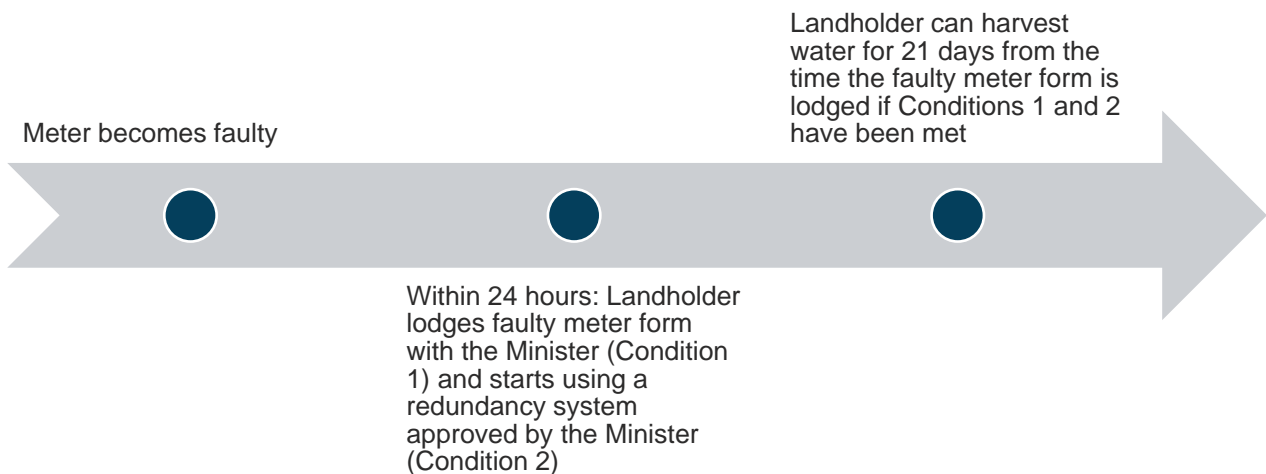 Meter becomes faulty
Within 24 hours: Landholder
lodges faulty meter form
with the Minister (Condition
1) and starts using a
redundancy system
approved by the Minister
(Condition 2)
Landholder can harvest
water for 21 days from the
time the faulty meter form is
lodged if Conditions 1 and 2
have been met